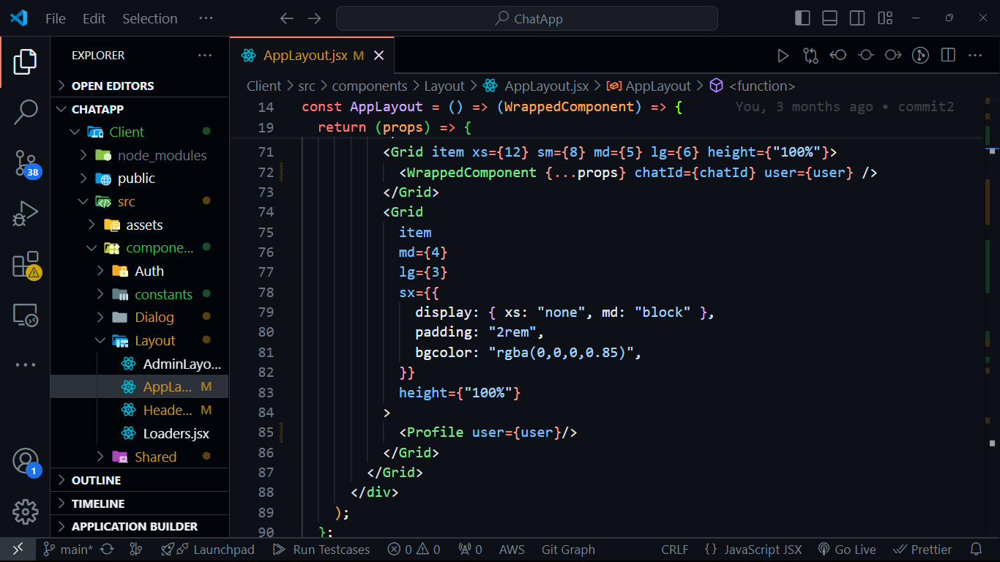 File Edit Selection ···
ChatApp
EXPLORER ···
OPEN EDITORS
CHATAPP
Client
node_modules
public
src
assets
compone...
Auth
constants
Dialog
Layout
AdminLayo...
AppLa... M
Heade... M
Loaders.jsx
Shared
OUTLINE
TIMELINE
APPLICATION BUILDER
38
1
AppLayout.jsx M
Client > src > components > Layout > AppLayout.jsx > AppLayout > <function>
14 const AppLayout = () => (WrappedComponent) => { You, 3 months ago • commit2
19 return (props) => {
71 <Grid item xs={12} sm={8} md={5} lg={6} height={"100%"}>
72 <WrappedComponent {...props} chatId={chatId} user={user} />
73 </Grid>
74 <Grid
75 item
76 md={4}
77 lg={3}
78 sx={{
79 display: { xs: "none", md: "block" },
80 padding: "2rem",
81 bgcolor: "rgba(0,0,0,0.85)",
82 }}
83 height={"100%"}
84 >
85 <Profile user={user}/>
86 </Grid>
87 </Grid>
88 </div>
89 );
90 };
main* Launchpad Run Testcases 0 0 0 AWS Git Graph CRLF {} JavaScript JSX Go Live Prettier